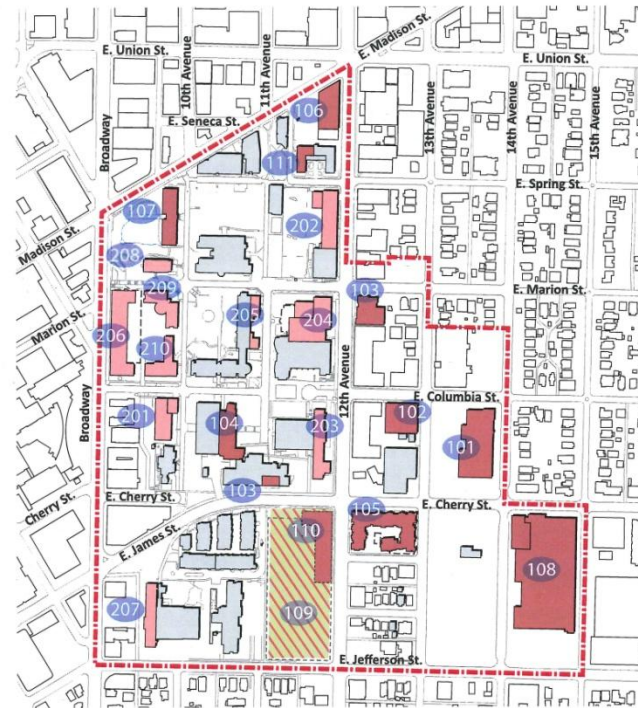 E. Union St.
10th Avenue
11th Avenue
E. Madison St.
E. Union St.
Broadway
E. Seneca St.
106
13th Avenue
14th Avenue
15th Avenue
111
E. Spring St.
107
202
Madison St.
208
209
103
E. Marion St.
Marion St.
206
205
204
210
12th Avenue
E. Columbia St.
Broadway
201
104
203
102
101
103
E. Cherry St.
E. Cherry St.
Cherry St.
E. James St.
110
105
108
207
109
E. Jefferson St.